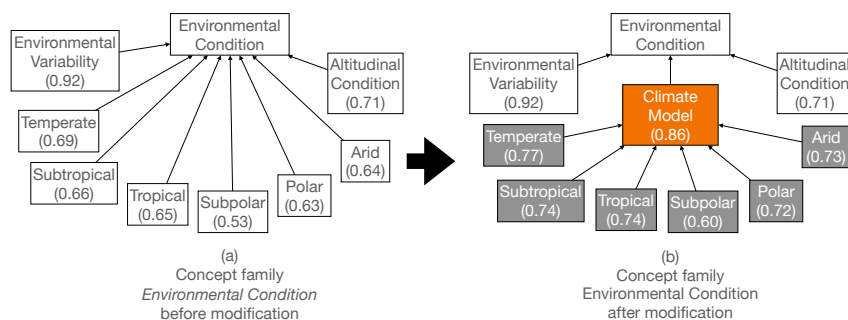 Environmental
Condition
Environmental
Variability
(0.92)
Altitudinal
Condition
(0.71)
Temperate
(0.69)
Subtropical
(0.66)
Tropical
(0.65)
Subpolar
(0.53)
Polar
(0.63)
Arid
(0.64)
(a)
Concept family
Environmental Condition
before modification
Environmental
Condition
Environmental
Variability
(0.92)
Altitudinal
Condition
(0.71)
Climate
Model
(0.86)
Temperate
(0.77)
Arid
(0.73)
Subtropical
(0.74)
Tropical
(0.74)
Subpolar
(0.60)
Polar
(0.72)
(b)
Concept family
Environmental Condition
after modification